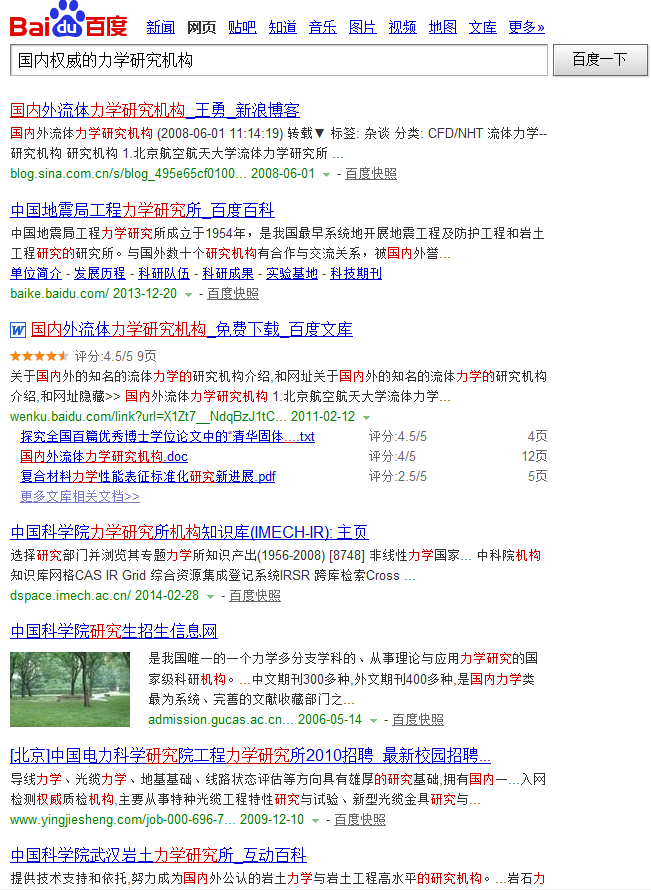 Bai du 百度 新闻 网页 贴吧 知道 音乐 图片 视频 地图 文库 更多»
国内权威的力学研究机构 百度一下
国内外流体力学研究机构_王勇_新浪博客
国内外流体力学研究机构 (2008-06-01 11:14:19) 转载▼ 标签: 杂谈 分类: CFD/NHT 流体力学--
研究机构 研究机构 1.北京航空航天大学流体力学研究所 ...
blog.sina.com.cn/s/blog_495e65cf0100... 2008-06-01 - 百度快照
中国地震局工程力学研究所_百度百科
中国地震局工程力学研究所成立于1954年，是我国最早系统地开展地震工程及防护工程和岩土
工程研究的研究所。与国外数十个研究机构有合作与交流关系，被国内外誉...
单位简介 - 发展历程 - 科研队伍 - 科研成果 - 实验基地 - 科技期刊
baike.baidu.com/ 2013-12-20 - 百度快照
W 国内外流体力学研究机构_免费下载_百度文库
评分:4.5/5 9页
关于国内外的知名的流体力学的研究机构介绍,和网址关于国内外的知名的流体力学的研究机构
介绍,和网址隐藏>> 国内外流体力学研究机构 1.北京航空航天大学流体力学...
wenku.baidu.com/link?url=X1Zt7__NdqBzJ1tC... 2011-02-12
探究全国百篇优秀博士学位论文中的“清华固体....txt 评分:4.5/5 4页
国内外流体力学研究机构.doc 评分:4/5 12页
复合材料力学性能表征标准化研究新进展.pdf 评分:2.5/5 5页
更多文库相关文档>>
中国科学院力学研究所机构知识库(IMECH-IR): 主页
选择研究部门并浏览其专题力学所知识产出(1956-2008) [8748] 非线性力学国家... 中科院机构
知识库网格CAS IR Grid 综合资源集成登记系统IRSR 跨库检索Cross ...
dspace.imech.ac.cn/ 2014-02-28 - 百度快照
中国科学院研究生招生信息网
是我国唯一的一个力学多分支学科的、从事理论与应用力学研究的国
家级科研机构。...中文期刊300多种,外文期刊400多种,是国内力学类
最为系统、完善的文献收藏部门之...
admission.gucas.ac.cn... 2006-05-14 - 百度快照
[北京]中国电力科学研究院工程力学研究所2010招聘_最新校园招聘...
导线力学、光缆力学、地基基础、线路状态评估等方向具有雄厚的研究基础,拥有国内一...入网
检测权威质检机构,主要从事特种光缆工程特性研究与试验、新型光缆金具研究与...
www.yingjiesheng.com/job-000-696-7... 2009-12-10 - 百度快照
中国科学院武汉岩土力学研究所_互动百科
提供技术支持和依托,努力成为国内外公认的岩土力学与岩土工程高水平的研究机构。...岩石力